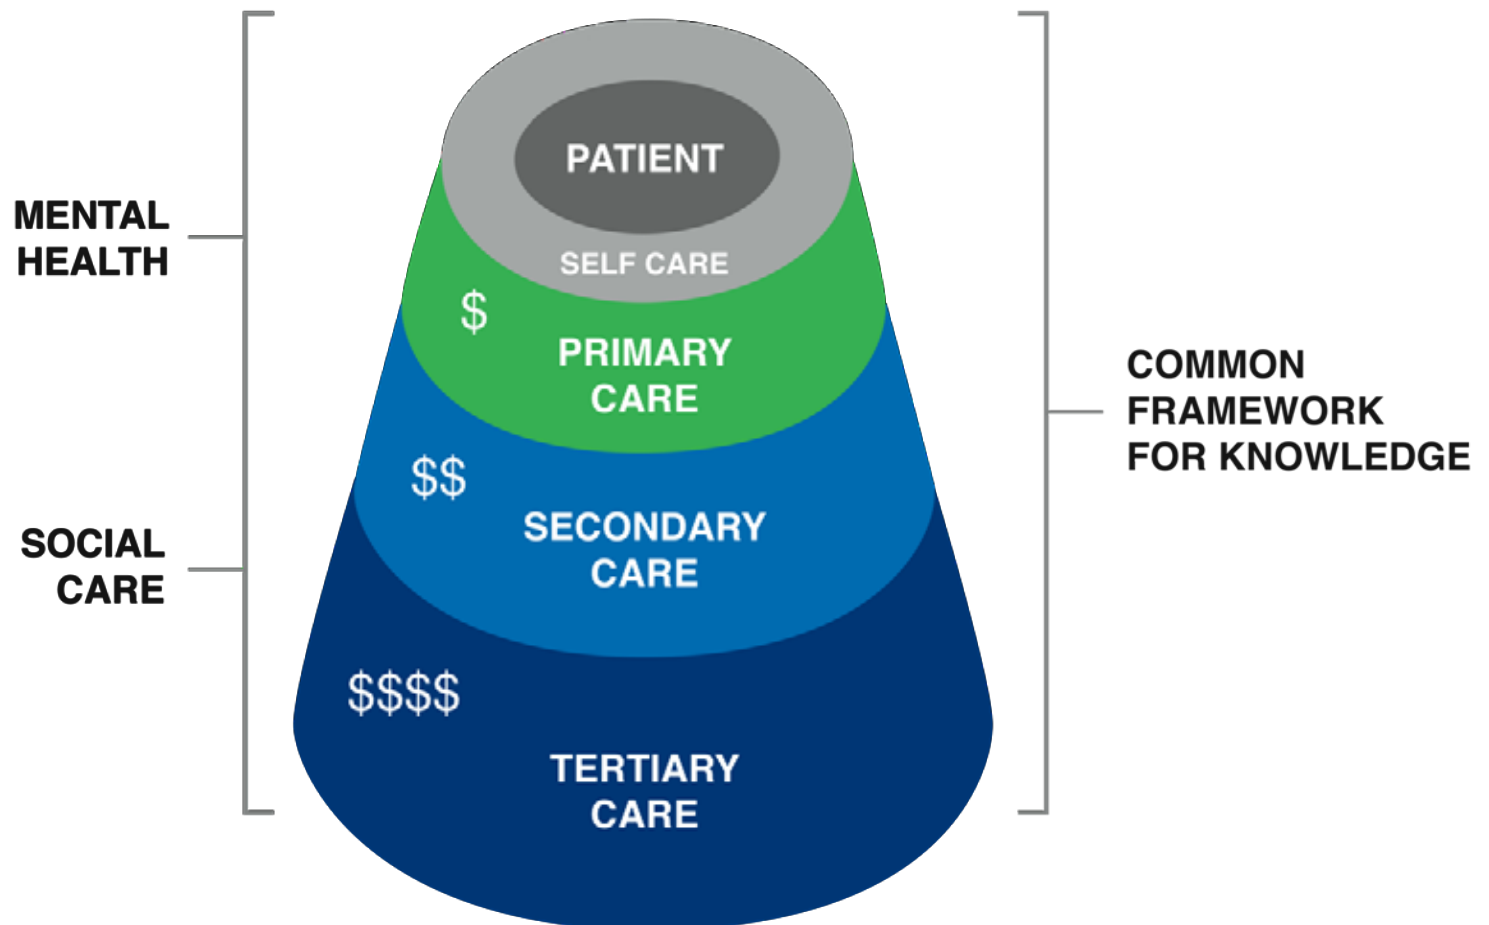 MENTAL
HEALTH
SOCIAL
CARE
PATIENT
SELF CARE
$
PRIMARY
CARE
$$
SECONDARY
CARE
$$$$
TERTIARY
CARE
COMMON
FRAMEWORK
FOR KNOWLEDGE